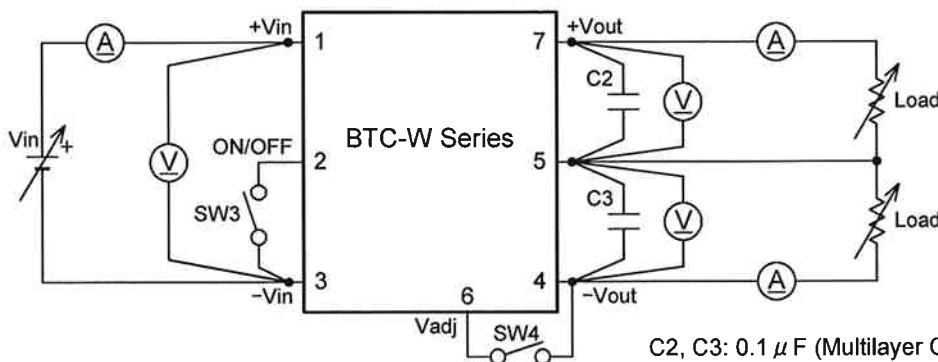 +Vin
A
1
7
+Vout
A
C2
V
Load
Vin
+
V
ON/OFF
2
BTC-W Series
5
SW3
C3
V
Load
3
−Vin
6
4
−Vout
A
Vadj
SW4
C2, C3: 0.1 μF (Multilayer